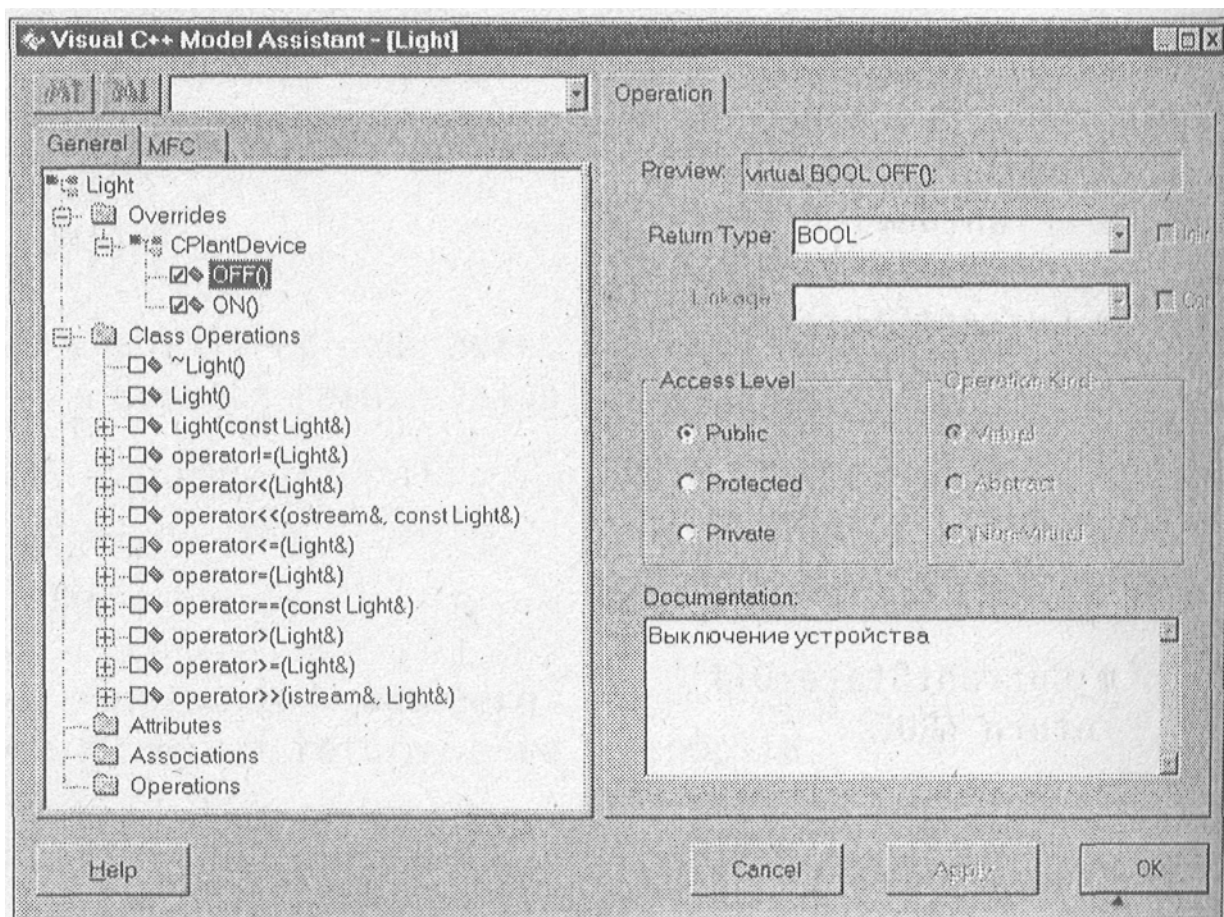 Visual C++ Model Assistant - [Light]
General
MFC
Light
Overrides
CPlantDevice
OFF()
ON()
Class Operations
~Light()
Light()
Light(const Light&)
operator!=(Light&)
operator<(Light&)
operator<<(ostream&, const Light&)
operator<=(Light&)
operator=(Light&)
operator==(const Light&)
operator>(Light&)
operator>=(Light&)
operator>>(istream&, Light&)
Attributes
Associations
Operations
Operation
Preview: virtual BOOL OFF();
Return Type: BOOL
Linkage:
Access Level
Public
Protected
Private
Operation Kind
Virtual
Abstract
Non-Virtual
Documentation:
Выключение устройства
Help
Cancel
Apply
OK